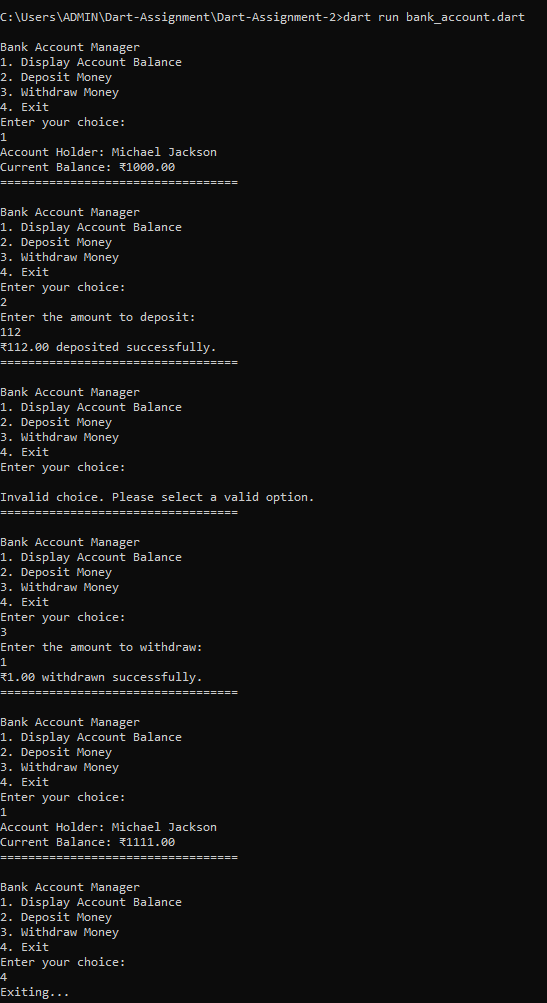 C:\Users\ADMIN\Dart-Assignment\Dart-Assignment-2>dart run bank_account.dart
Bank Account Manager
1. Display Account Balance
2. Deposit Money
3. Withdraw Money
4. Exit
Enter your choice:
1
Account Holder: Michael Jackson
Current Balance: ₹1000.00
==================================
Bank Account Manager
1. Display Account Balance
2. Deposit Money
3. Withdraw Money
4. Exit
Enter your choice:
2
Enter the amount to deposit:
112
₹112.00 deposited successfully.
==================================
Bank Account Manager
1. Display Account Balance
2. Deposit Money
3. Withdraw Money
4. Exit
Enter your choice:
Invalid choice. Please select a valid option.
==================================
Bank Account Manager
1. Display Account Balance
2. Deposit Money
3. Withdraw Money
4. Exit
Enter your choice:
3
Enter the amount to withdraw:
1
₹1.00 withdrawn successfully.
==================================
Bank Account Manager
1. Display Account Balance
2. Deposit Money
3. Withdraw Money
4. Exit
Enter your choice:
1
Account Holder: Michael Jackson
Current Balance: ₹1111.00
==================================
Bank Account Manager
1. Display Account Balance
2. Deposit Money
3. Withdraw Money
4. Exit
Enter your choice:
4
Exiting...